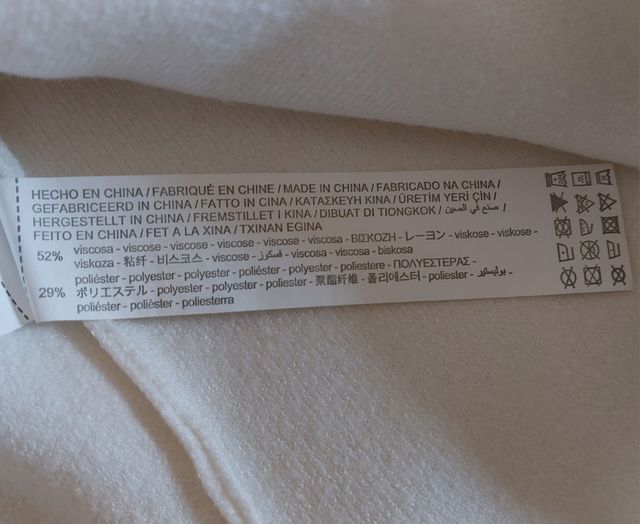 HECHO EN CHINA / FABRIQUÉ EN CHINE / MADE IN CHINA / FABRICADO NA CHINA /
GEFABRICEERD IN CHINA / FATTO IN CINA / ΚΑΤΑΣΚΕΥΗ ΚΙΝΑ / ÜRETİM YERİ ÇİN /
HERGESTELLT IN CHINA / FREMSTILLET I KINA / DIBUAT DI TIONGKOK / صنع في الصين /
FEITO EN CHINA / FET A LA XINA / TXINAN EGINA
52% viscosa - viscose - viscose - viscose - viscose - viscosa - ΒΙΣΚΟΖΗ - レーヨン - viskose - viskose -
viskoza - 粘纤 - 비스코스 - viscose - فسكوز - viscosa - viscosa - biskosa
29% poliéster - polyester - polyester - poliéster - polyester - poliestere - ΠΟΛΥΕΣΤΕΡΑΣ -
ポリエステル - polyester - polyester - polyester - 聚酯纤维 - 폴리에스터 - poliester - بوليستير -
poliéster - polièster - poliesterra